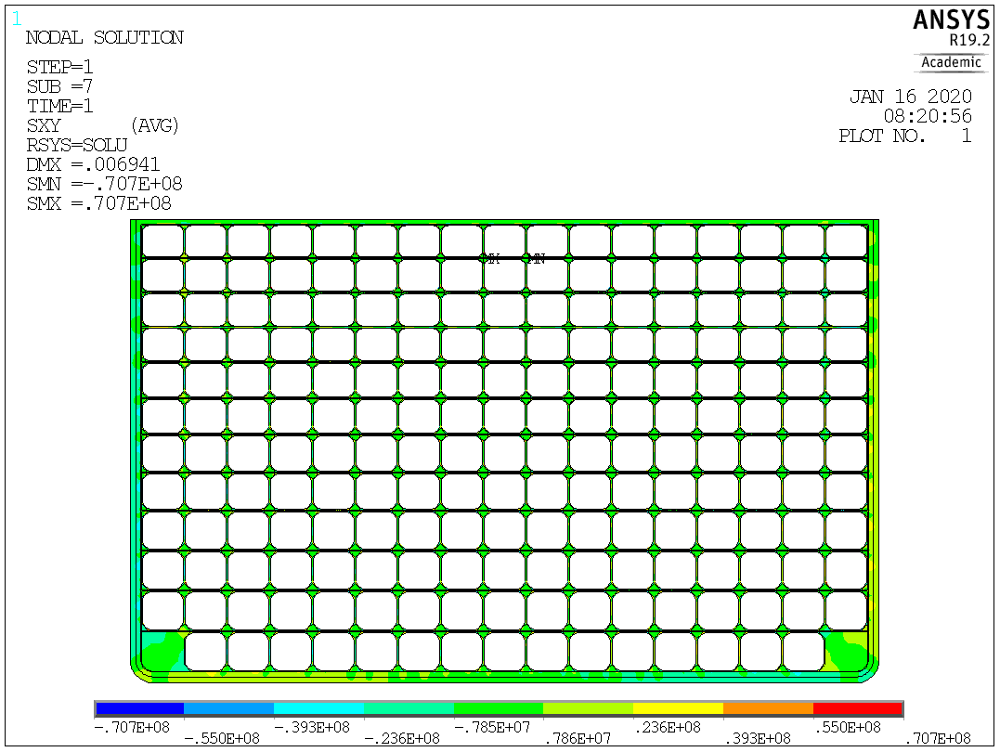 1
NODAL SOLUTION
STEP=1
SUB =7
TIME=1
SXY (AVG)
RSYS=SOLU
DMX =.006941
SMN =-.707E+08
SMX =.707E+08
ANSYS
R19.2
Academic
JAN 16 2020
08:20:56
PLOT NO. 1
MX MN
-.707E+08
-.550E+08
-.393E+08
-.236E+08
-.785E+07
.786E+07
.236E+08
.393E+08
.550E+08
.707E+08